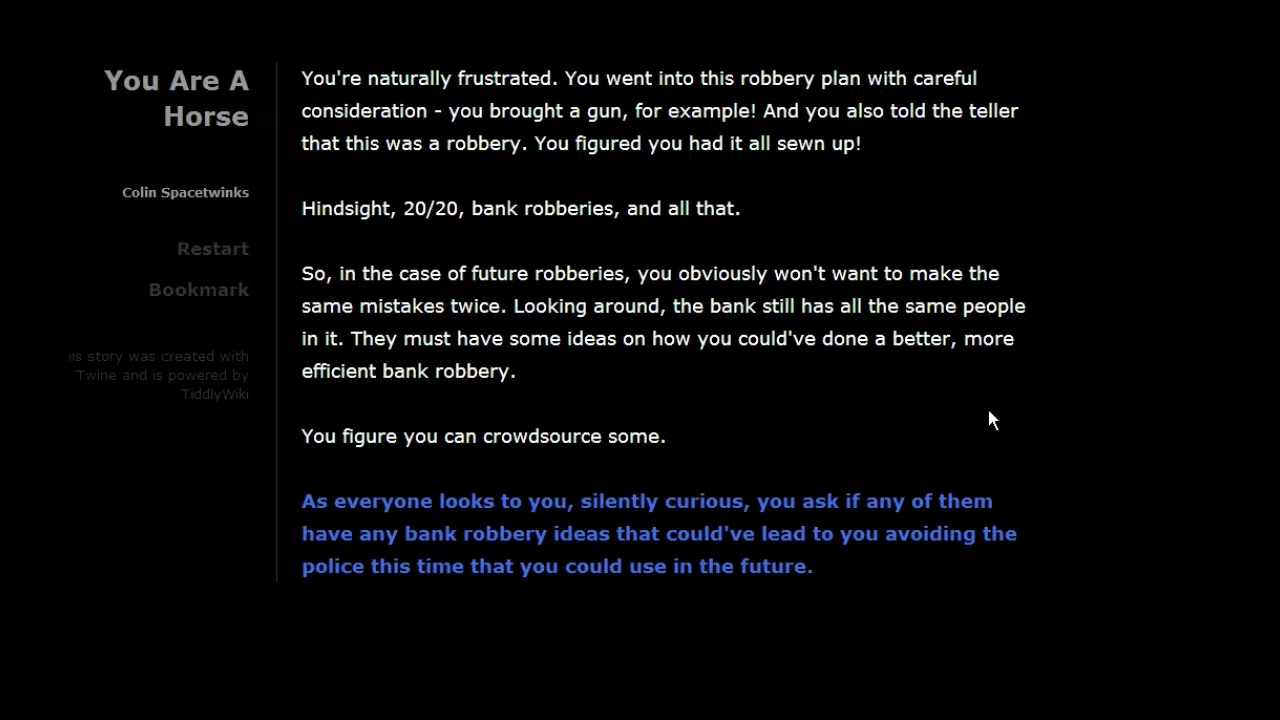 You Are A
Horse
Colin Spacetwinks
Restart
Bookmark
story was created with
Twine and is powered by
TiddlyWiki
You're naturally frustrated. You went into this robbery plan with careful
consideration - you brought a gun, for example! And you also told the teller
that this was a robbery. You figured you had it all sewn up!
Hindsight, 20/20, bank robberies, and all that.
So, in the case of future robberies, you obviously won't want to make the
same mistakes twice. Looking around, the bank still has all the same people
in it. They must have some ideas on how you could've done a better, more
efficient bank robbery.
You figure you can crowdsource some.
As everyone looks to you, silently curious, you ask if any of them
have any bank robbery ideas that could've lead to you avoiding the
police this time that you could use in the future.